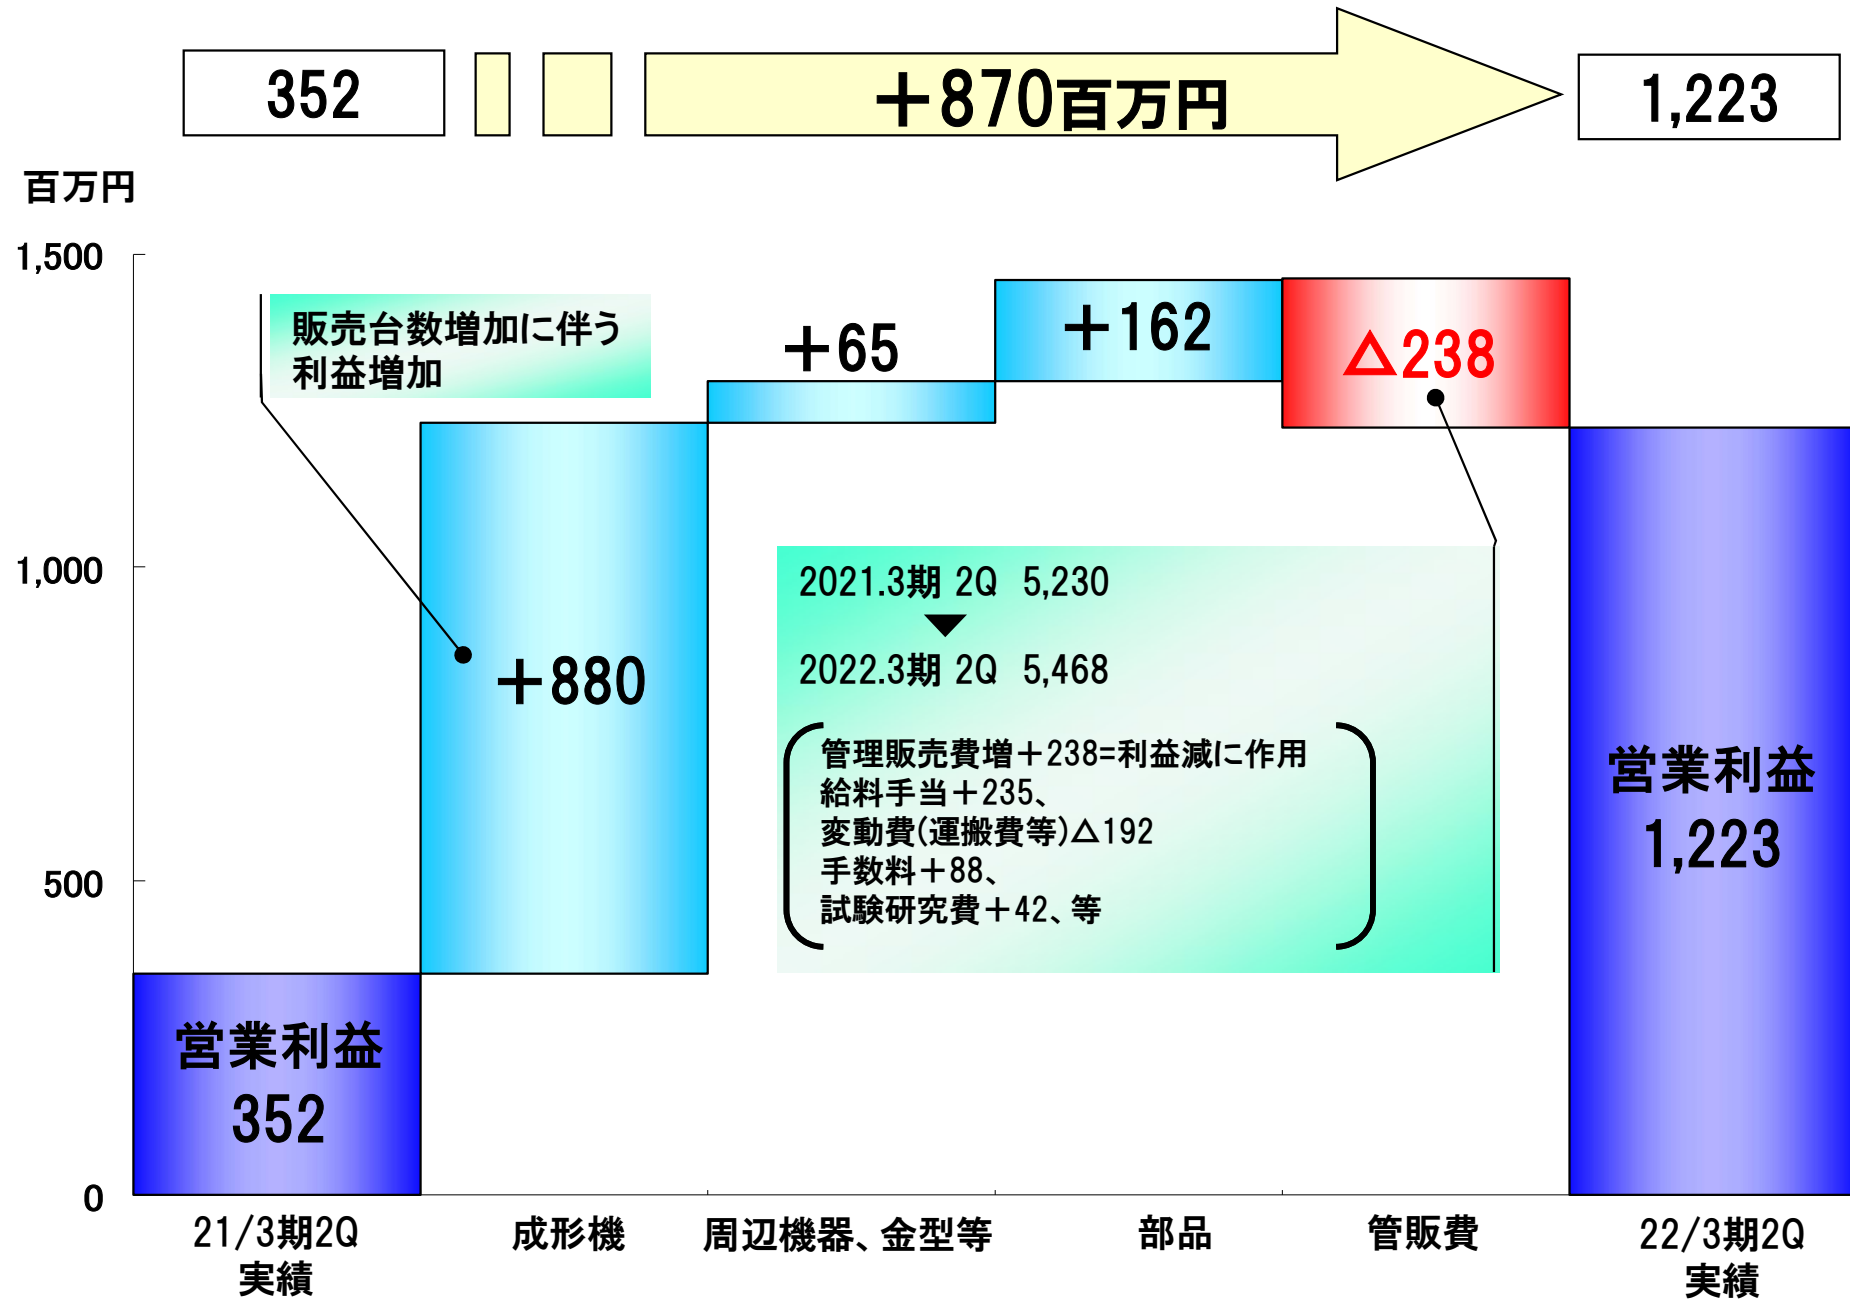 352
＋870百万円
1,223
百万円
1,500
1,000
500
0
販売台数増加に伴う
利益増加
＋880
＋65
＋162
△238
2021.3期 2Q 5,230
▼
2022.3期 2Q 5,468
管理販売費増＋238=利益減に作用
給料手当＋235、
変動費(運搬費等)△192
手数料＋88、
試験研究費＋42、等
営業利益
352
営業利益
1,223
21/3期2Q
実績
成形機
周辺機器、金型等
部品
管販費
22/3期2Q
実績